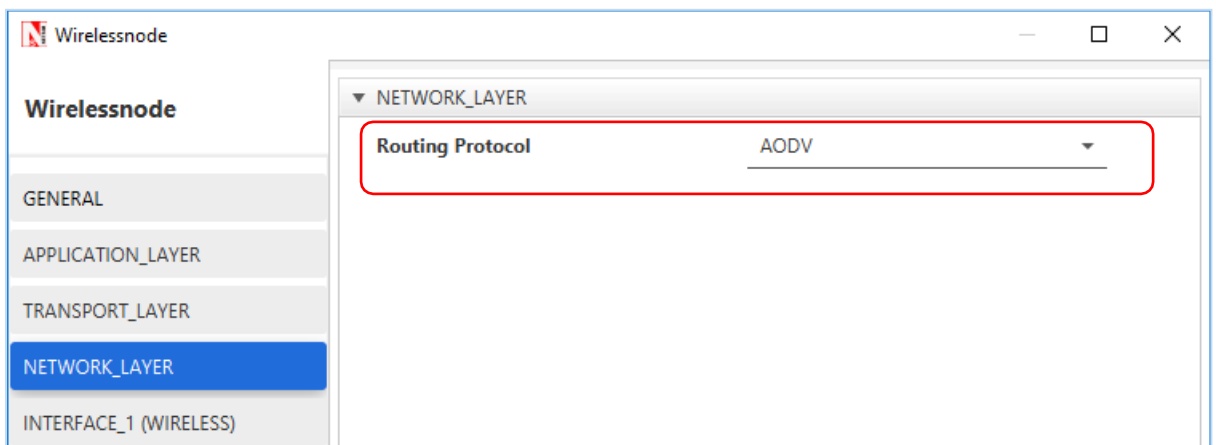 Wirelessnode
Wirelessnode
GENERAL
APPLICATION_LAYER
TRANSPORT_LAYER
NETWORK_LAYER
INTERFACE_1 (WIRELESS)
NETWORK_LAYER
Routing Protocol AODV